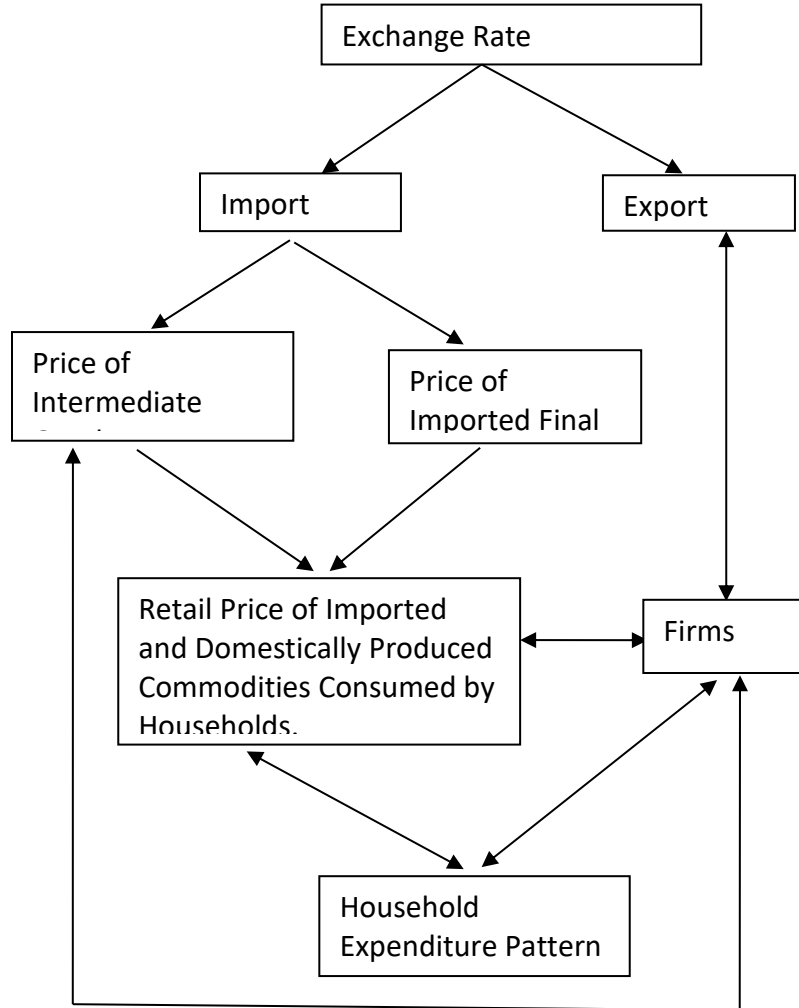 Exchange Rate
Import
Export
Price of
Intermediate
Price of
Imported Final
Retail Price of Imported
and Domestically Produced
Commodities Consumed by
Households.
Firms
Household
Expenditure Pattern